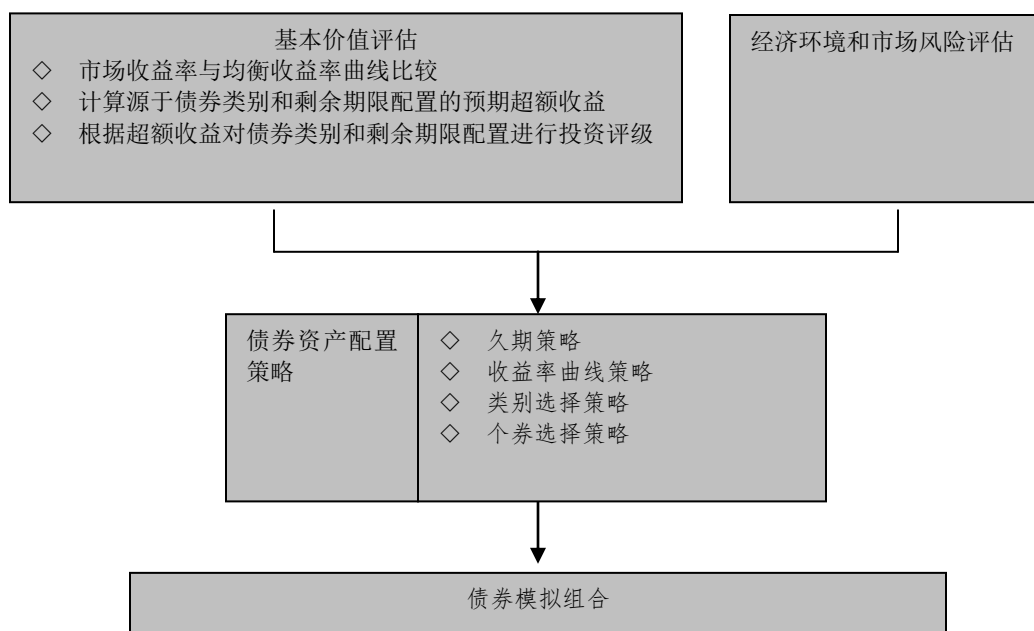 基本价值评估
◇ 市场收益率与均衡收益率曲线比较
◇ 计算源于债券类别和剩余期限配置的预期超额收益
◇ 根据超额收益对债券类别和剩余期限配置进行投资评级
经济环境和市场风险评估
债券资产配置
策略
◇ 久期策略
◇ 收益率曲线策略
◇ 类别选择策略
◇ 个券选择策略
债券模拟组合